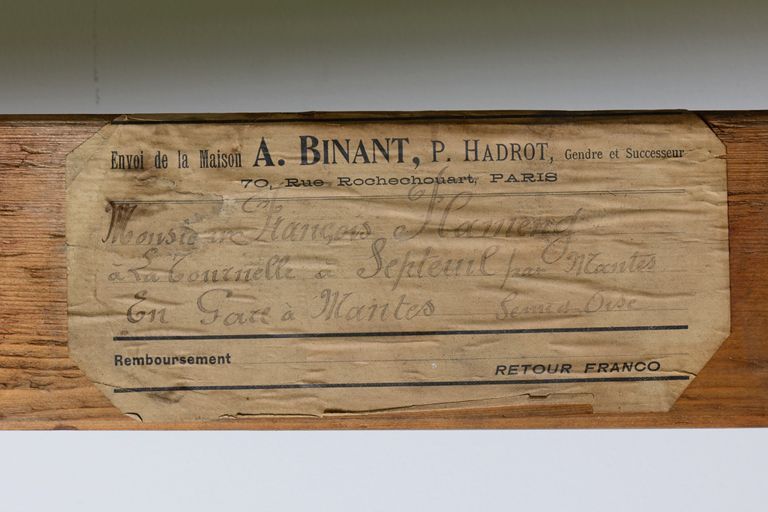 Envoi de la Maison A. BINANT, P. HADROT, Gendre et Successeur
70, Rue Rochechouart, PARIS
Monsieur François Flameng
à La Tournelle à Septeuil par Mantes
En Gare à Mantes Seine & Oise
Remboursement
RETOUR FRANCO